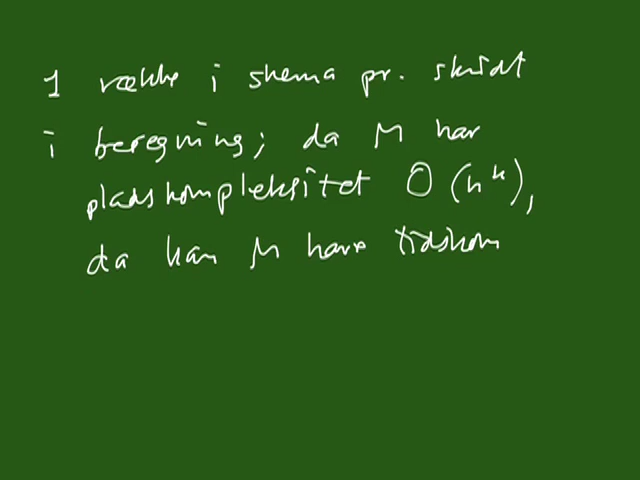 1 række i skema pr. skridt
i beregning; da M har
pladskompleksitet O(n^k),
da kan M have tidskom